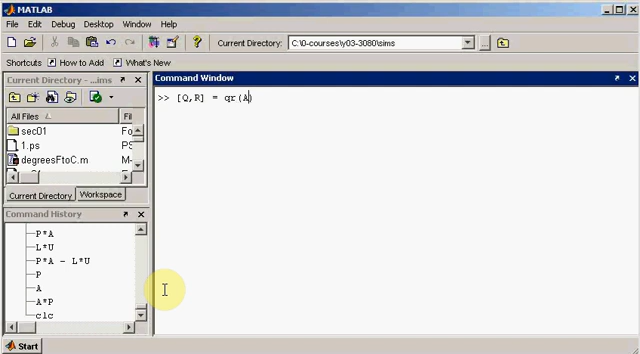 MATLAB
File Edit Debug Desktop Window Help
Current Directory: C:\0-courses\y03-3080\sims
Shortcuts How to Add What's New
Current Directory - ...ims
Command Window
>> [Q,R] = qr(A)
All Files
Fo
sec01
1.ps PS
degreesFtoC.m M-
Current Directory Workspace
Command History
P*A
L*U
P*A - L*U
P
A
A*P
clc
Start